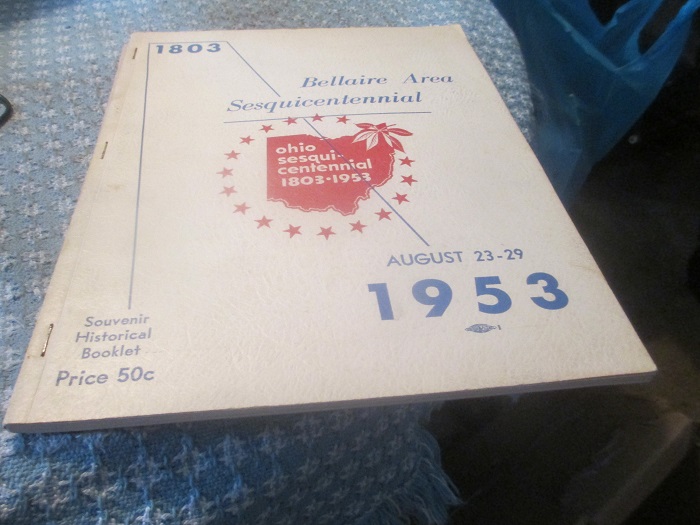 1803
Bellaire Area
Sesquicentennial
ohio
sesqui-
centennial
1803-1953
AUGUST 23-29
1953
Souvenir
Historical
Booklet
Price 50c